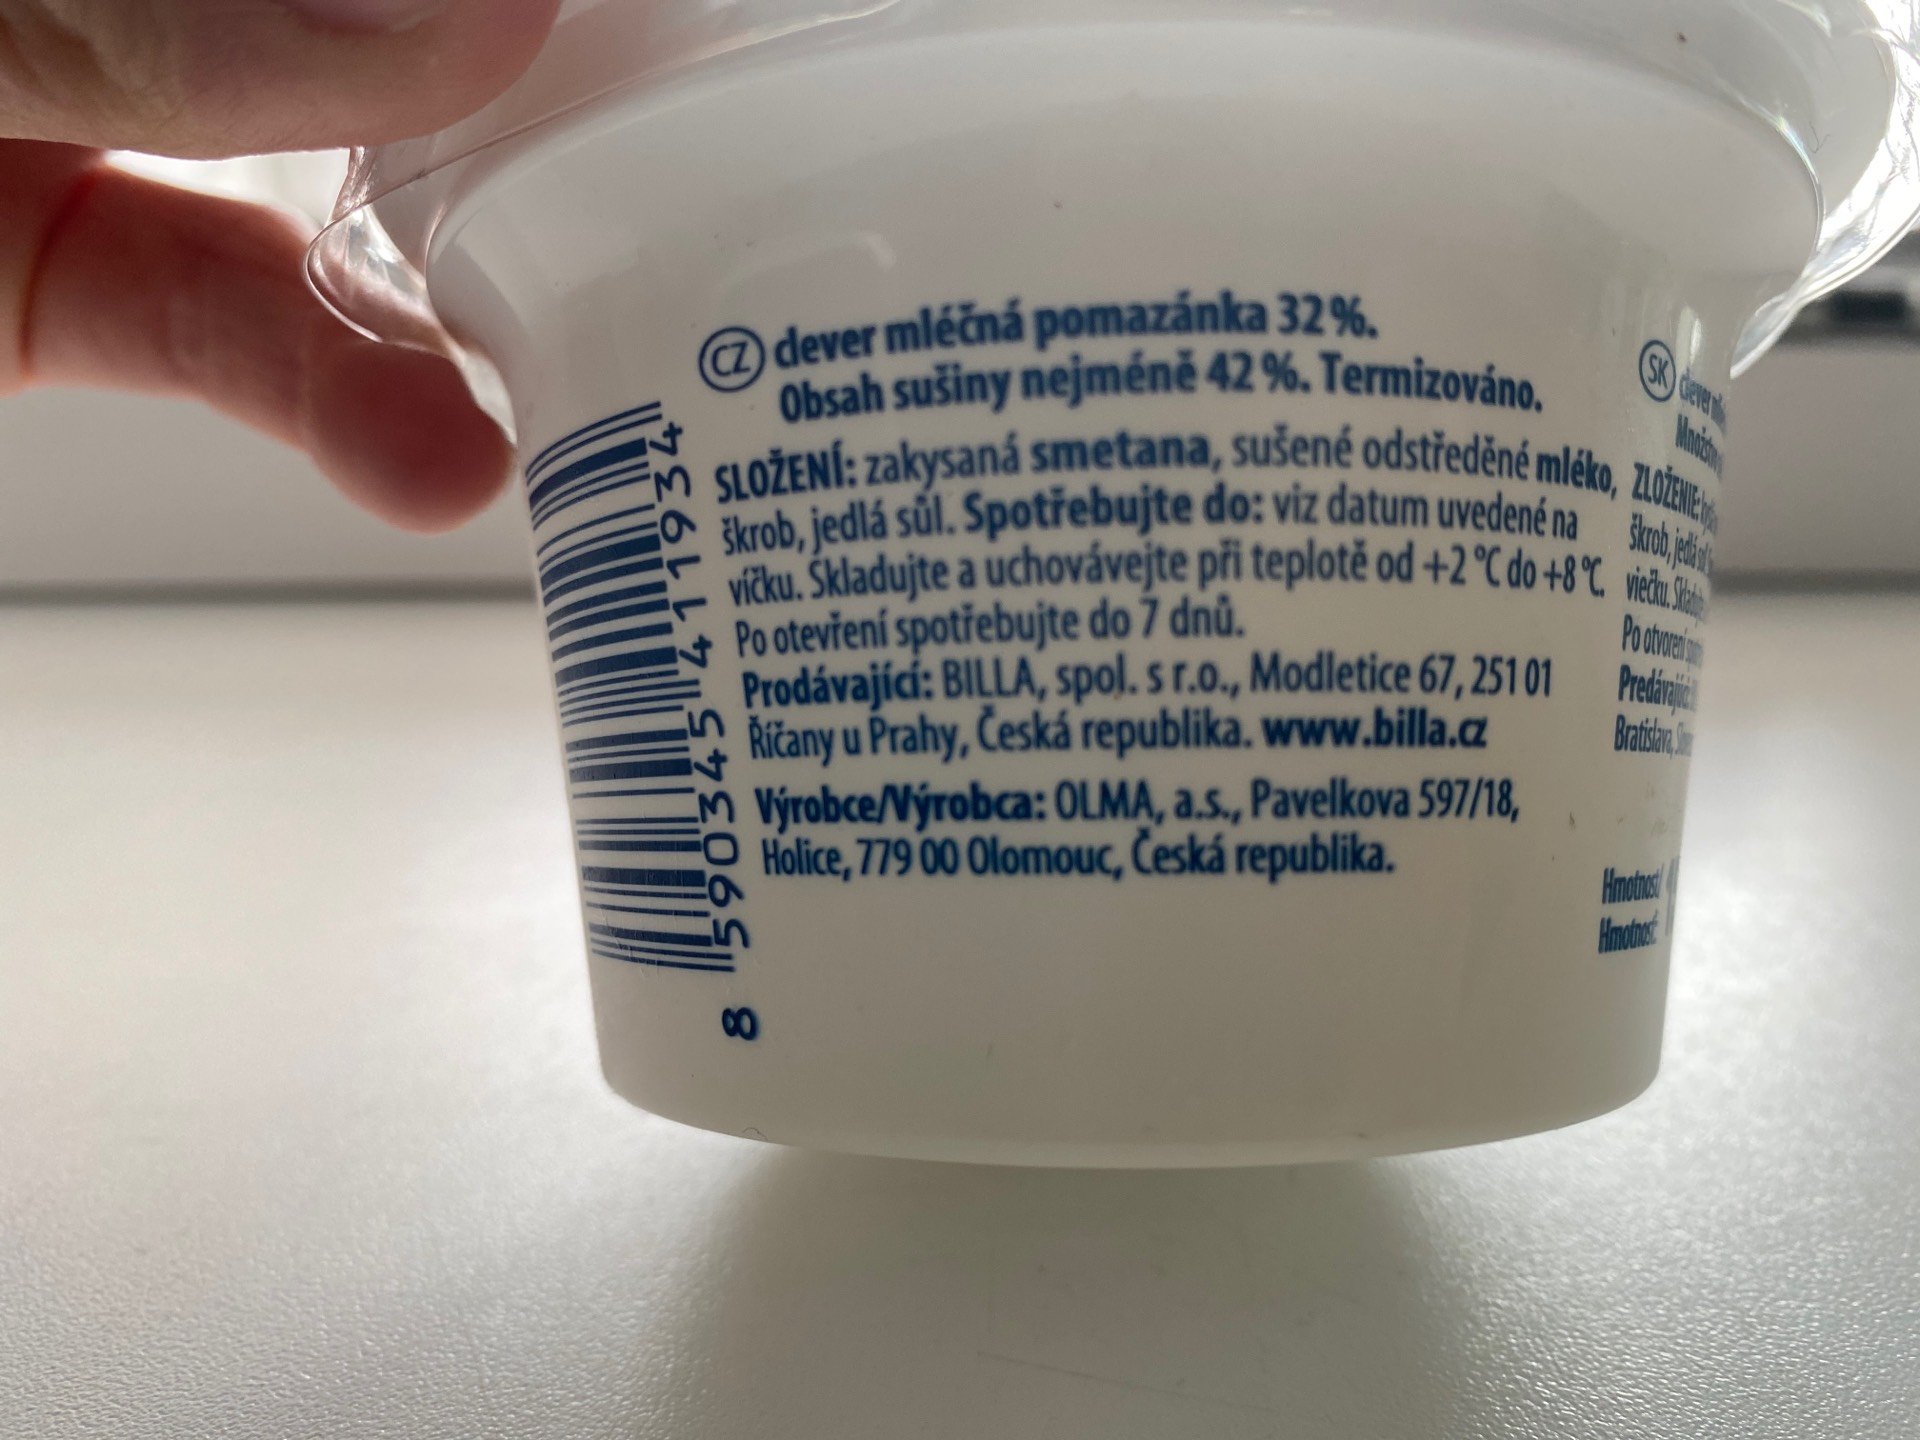 CZ clever mléčná pomazánka 32 %.
Obsah sušiny nejméně 42 %. Termizováno.
SLOŽENÍ: zakysaná smetana, sušené odstředěné mléko,
škrob, jedlá sůl. Spotřebujte do: viz datum uvedené na
víčku. Skladujte a uchovávejte při teplotě od +2 °C do +8 °C.
Po otevření spotřebujte do 7 dnů.
Prodávající: BILLA, spol. s r.o., Modletice 67, 251 01
Říčany u Prahy, Česká republika. www.billa.cz
Výrobce/Výrobca: OLMA, a.s., Pavelkova 597/18,
Holice, 779 00 Olomouc, Česká republika.
8 590345 411934
SK clever
ZLOŽENIE:
škrob, jedlá
viečku.
Po otvorení
Bratislava,
Hmotnost
Hmotnosť: